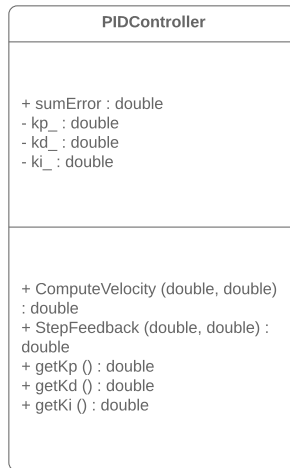 PIDController
+ sumError : double
- kp_ : double
- kd_ : double
- ki_ : double
+ ComputeVelocity (double, double)
: double
+ StepFeedback (double, double) :
double
+ getKp () : double
+ getKd () : double
+ getKi () : double